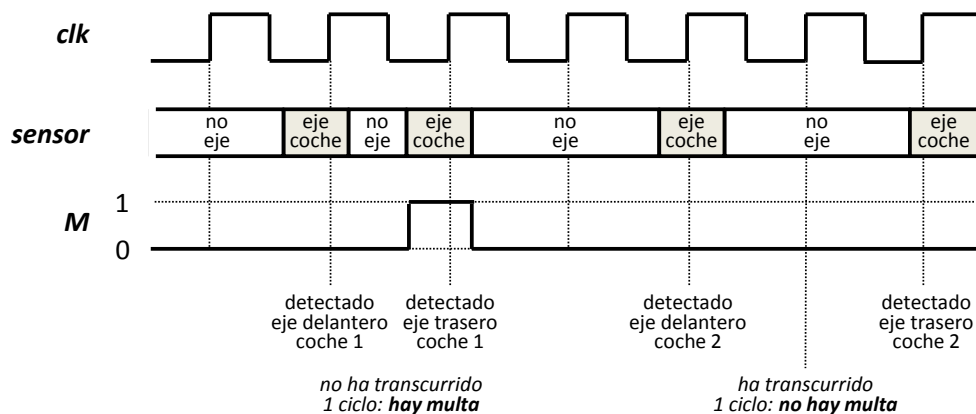 clk
sensor
no eje
eje coche
no eje
eje coche
no eje
eje coche
no eje
eje coche
M
1
0
detectado
eje delantero
coche 1
detectado
eje trasero
coche 1
detectado
eje delantero
coche 2
detectado
eje trasero
coche 2
no ha transcurrido
1 ciclo: hay multa
ha transcurrido
1 ciclo: no hay multa